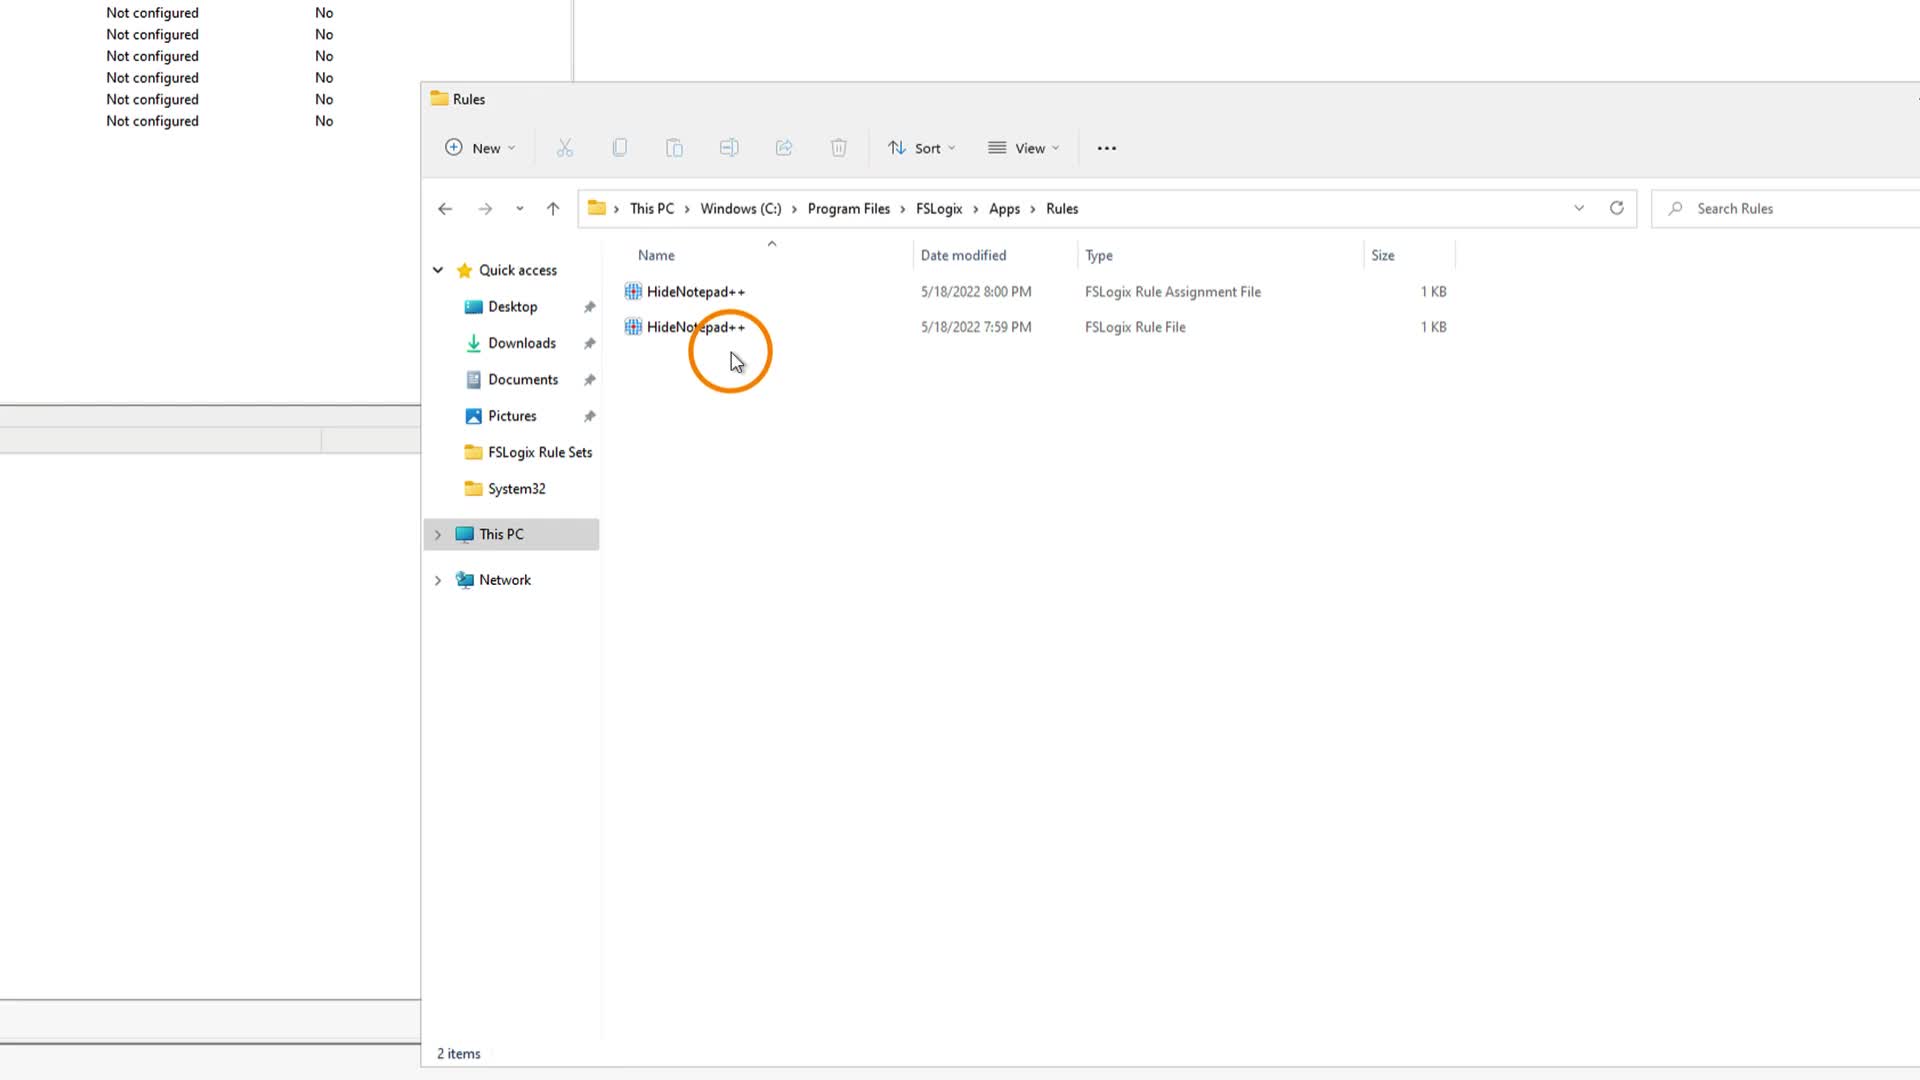 Not configured No
Not configured No
Not configured No
Not configured No
Not configured No
Not configured No
Rules
New
Sort
View
This PC > Windows (C:) > Program Files > FSLogix > Apps > Rules
Search Rules
Name Date modified Type Size
HideNotepad++ 5/18/2022 8:00 PM FSLogix Rule Assignment File 1 KB
HideNotepad++ 5/18/2022 7:59 PM FSLogix Rule File 1 KB
Quick access
Desktop
Downloads
Documents
Pictures
FSLogix Rule Sets
System32
This PC
Network
2 items